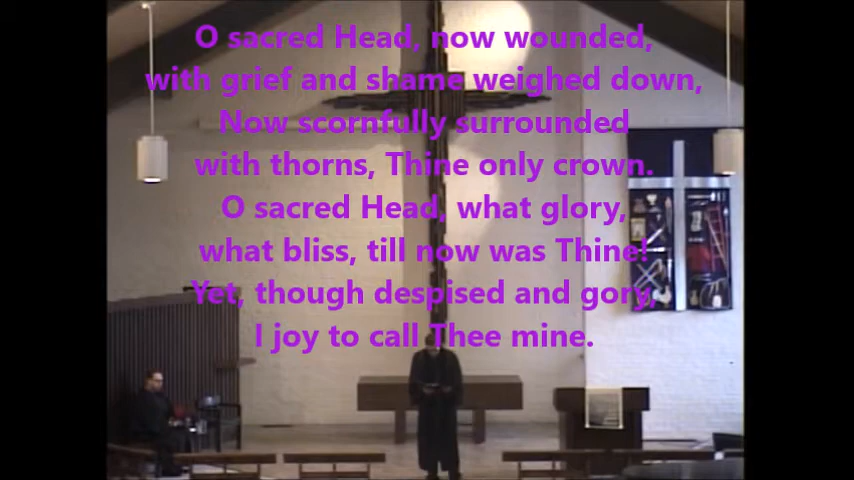 O sacred Head, now wounded,
with grief and shame weighed down,
Now scornfully surrounded
with thorns, Thine only crown.
O sacred Head, what glory,
what bliss, till now was Thine!
Yet, though despised and gory,
I joy to call Thee mine.